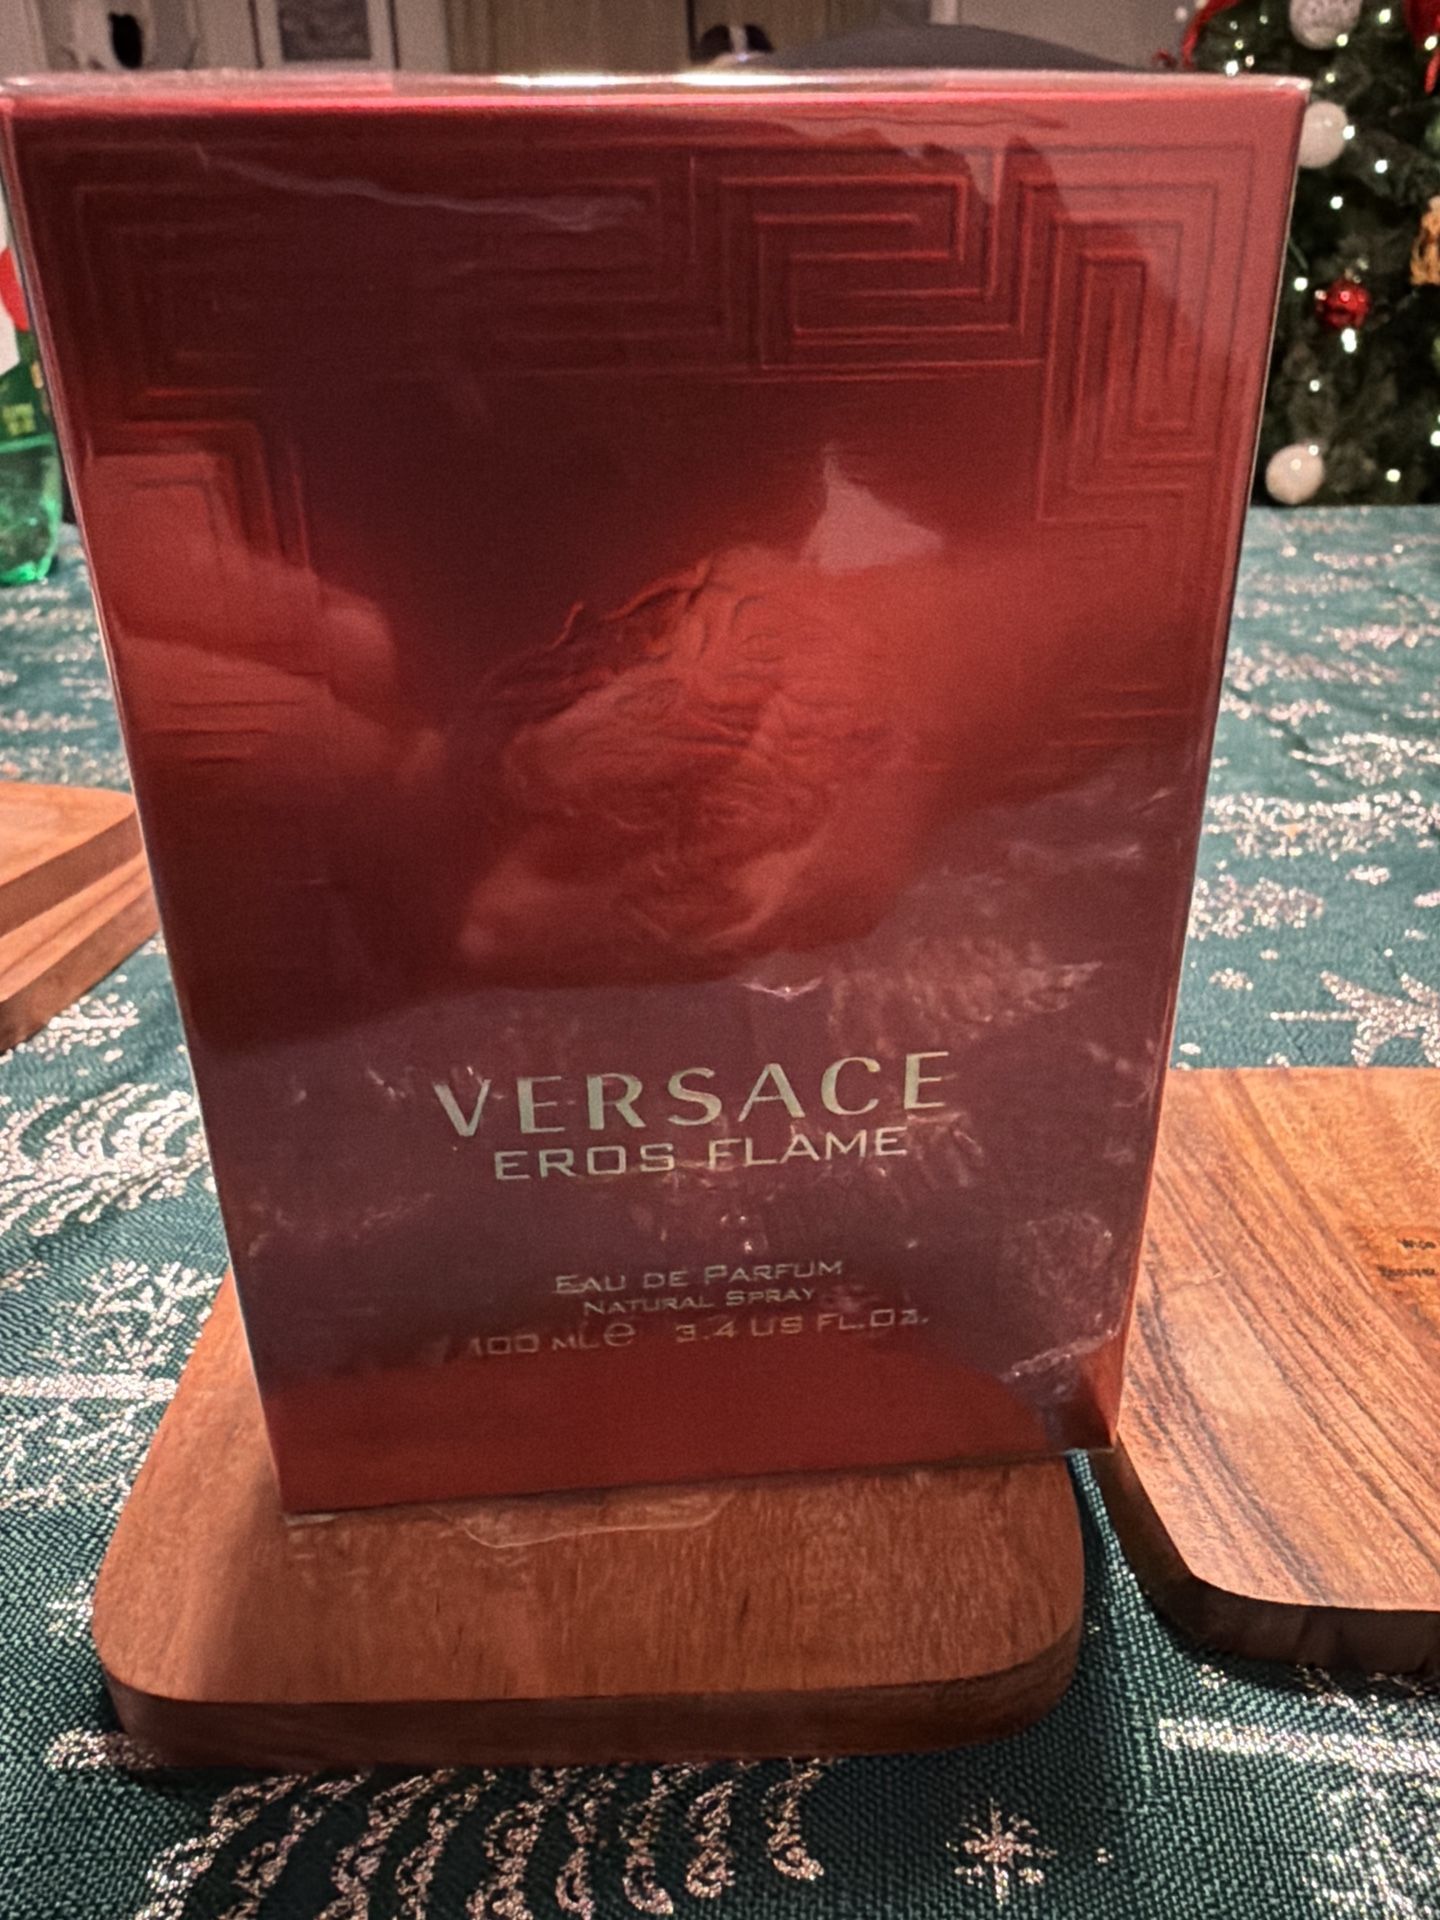 VERSACE
EROS FLAME
EAU DE PARFUM
NATURAL SPRAY
100 ML ℮ 3.4 US FL.OZ.